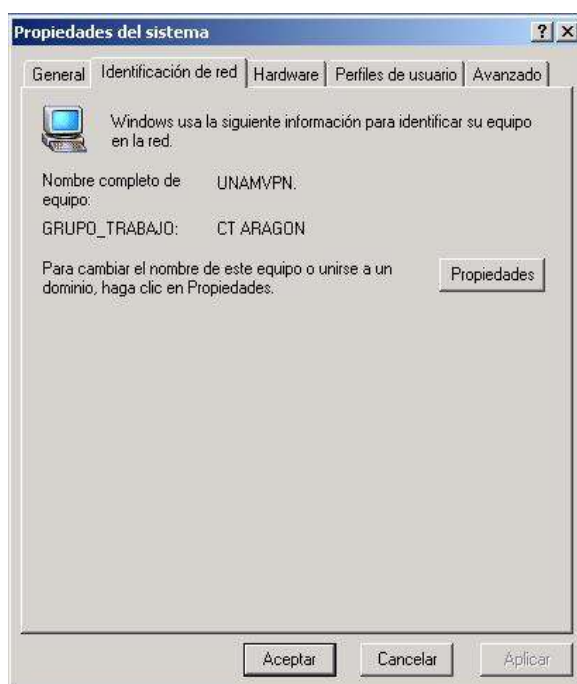 Propiedades del sistema
General Identificación de red Hardware Perfiles de usuario Avanzado
Windows usa la siguiente información para identificar su equipo
en la red.
Nombre completo de
equipo:
UNAMVPN.
GRUPO_TRABAJO: CT ARAGON
Para cambiar el nombre de este equipo o unirse a un
dominio, haga clic en Propiedades.
Propiedades
Aceptar Cancelar Aplicar